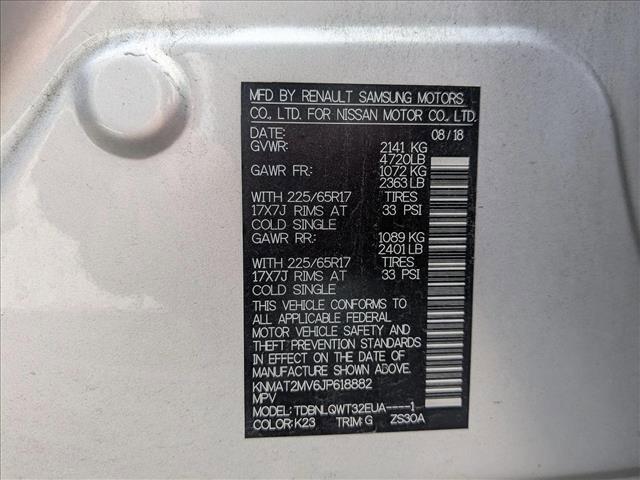 MFD BY RENAULT SAMSUNG MOTORS
CO., LTD. FOR NISSAN MOTOR CO., LTD.
DATE: 08/18
GVWR: 2141 KG
4720LB
GAWR FR: 1072 KG
2363 LB
WITH 225/65R17 TIRES
17X7J RIMS AT 33 PSI
COLD SINGLE
GAWR RR: 1089 KG
2401 LB
WITH 225/65R17 TIRES
17X7J RIMS AT 33 PSI
COLD SINGLE
THIS VEHICLE CONFORMS TO
ALL APPLICABLE FEDERAL
MOTOR VEHICLE SAFETY AND
THEFT PREVENTION STANDARDS
IN EFFECT ON THE DATE OF
MANUFACTURE SHOWN ABOVE.
KNMAT2MV6JP618882
MPV
MODEL: TDBNLQWT32EUA----1
COLOR: K23 TRIM: G ZS30A